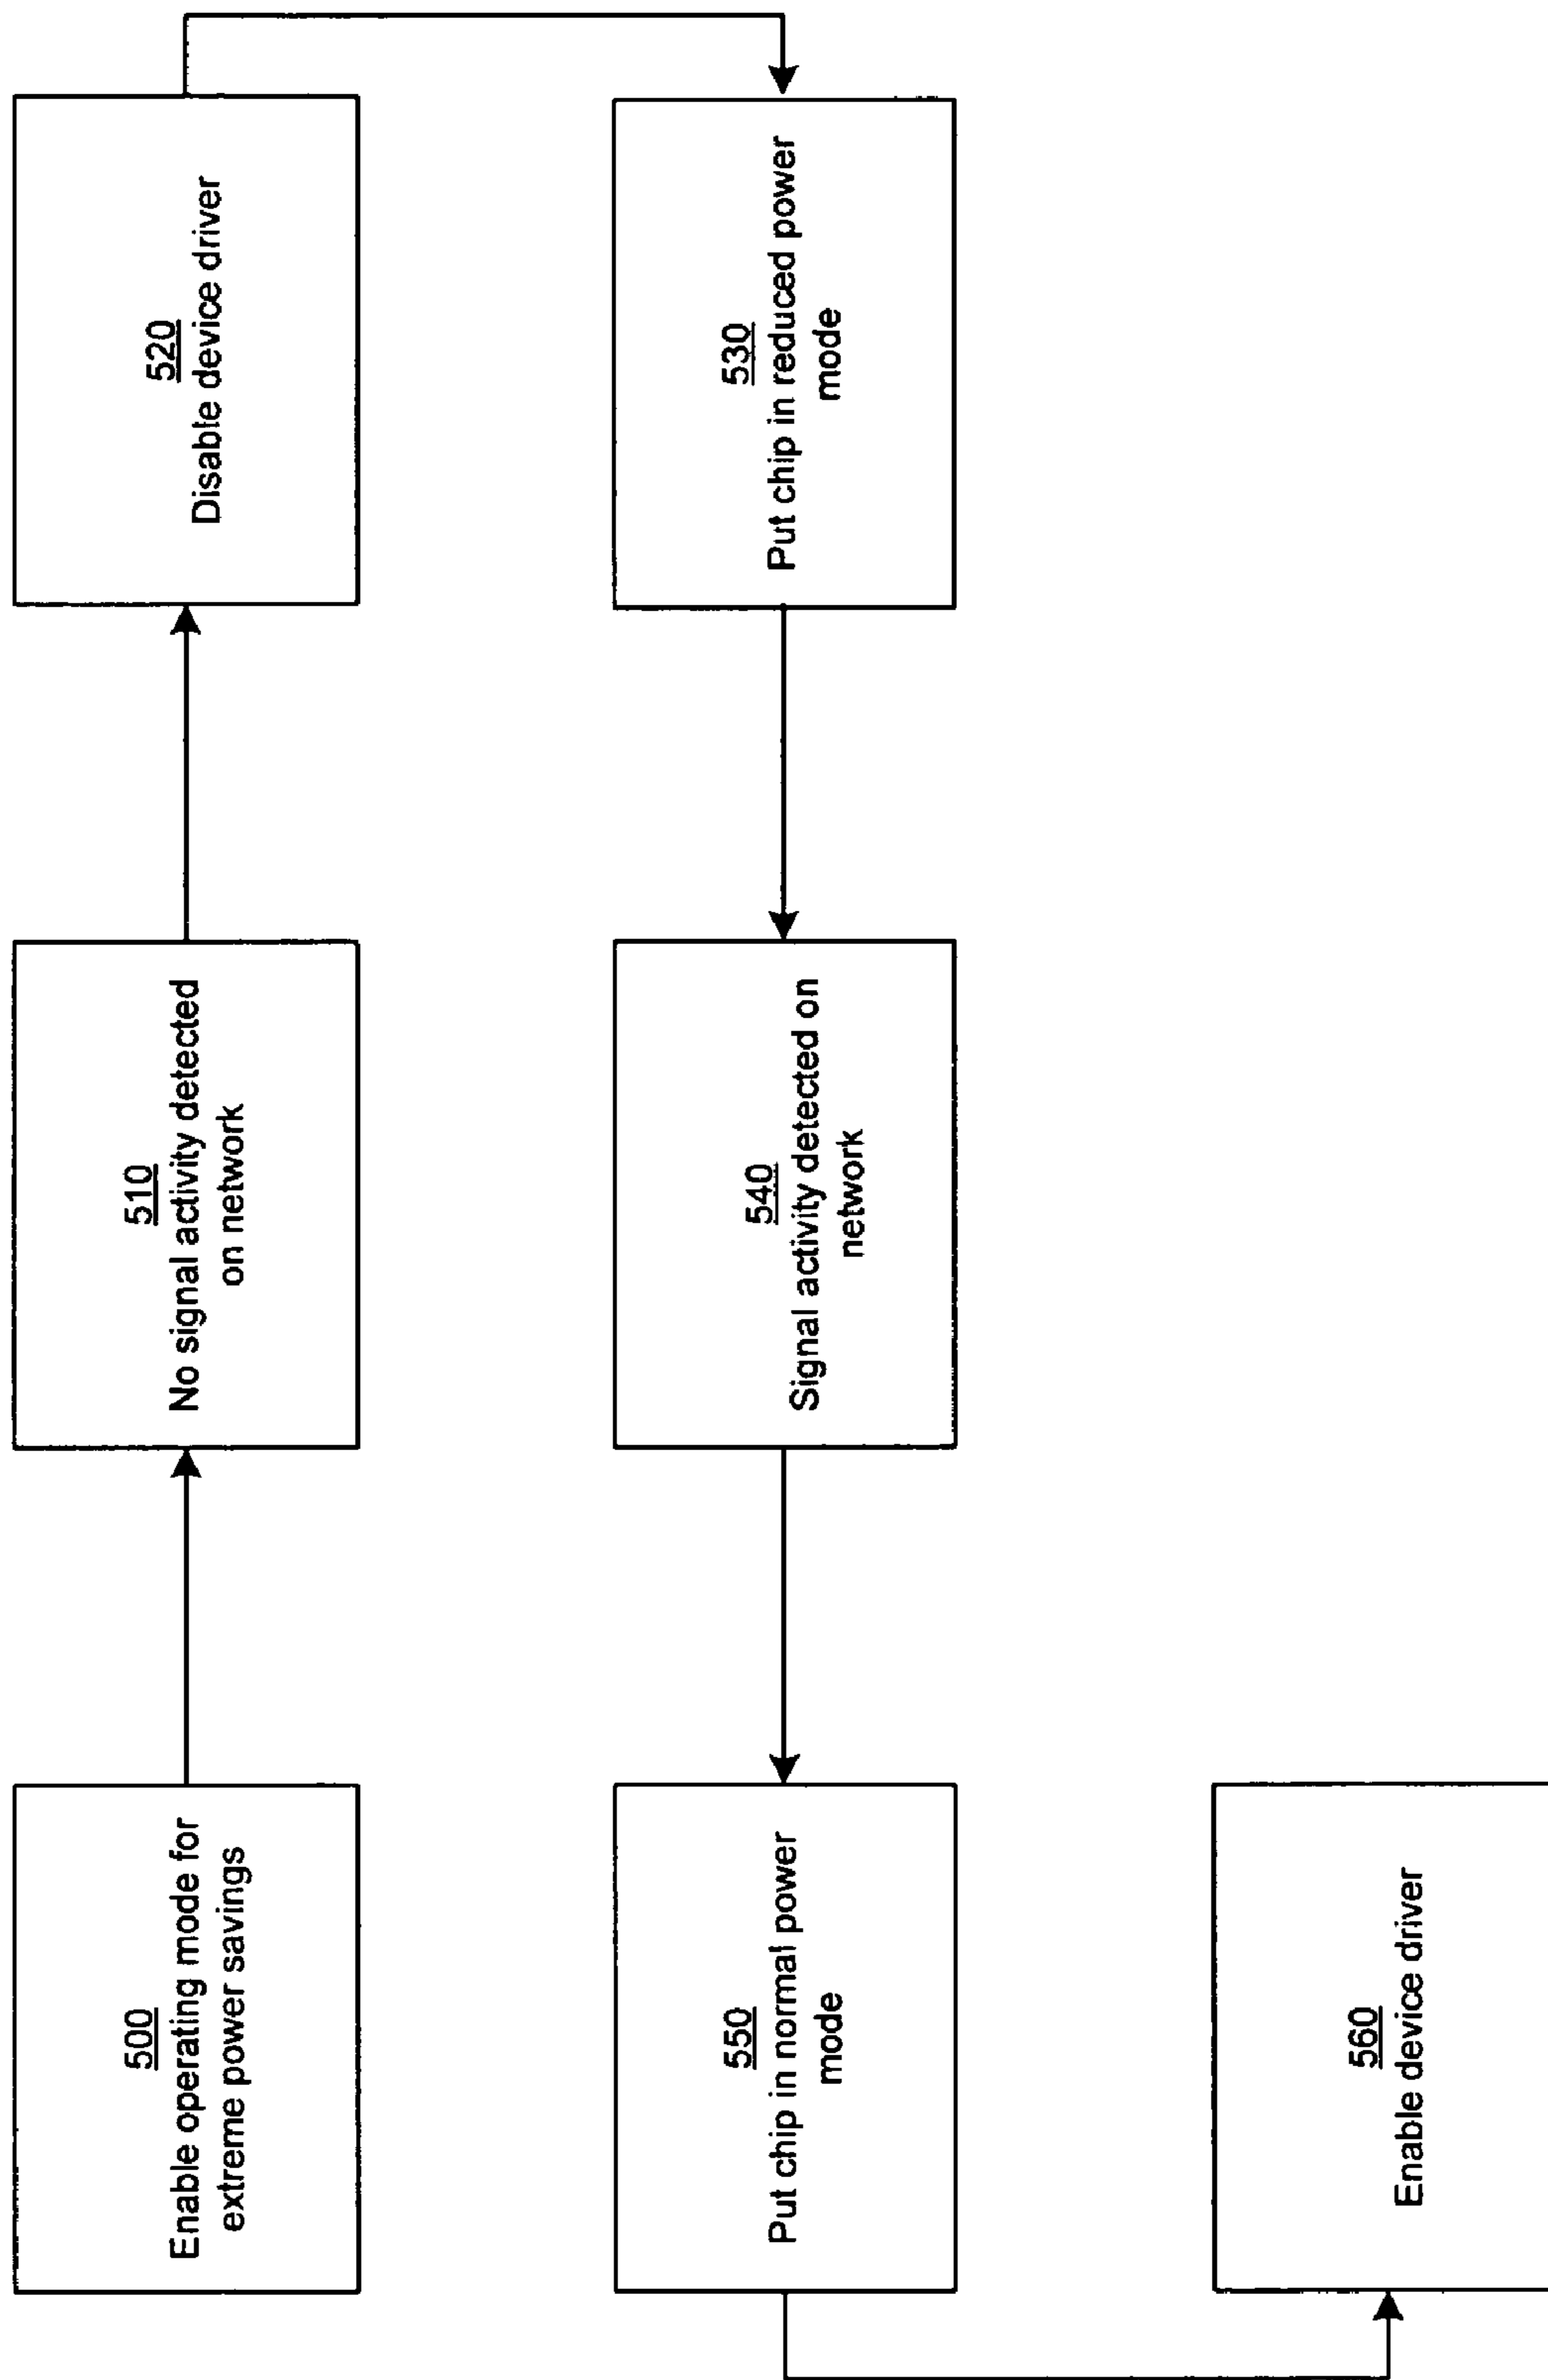 500
Enable operating mode for
extreme power savings
510
No signal activity detected
on network
520
Disable device driver
530
Put chip in reduced power
mode
540
Signal activity detected on
network
550
Put chip in normal power
mode
560
Enable device driver